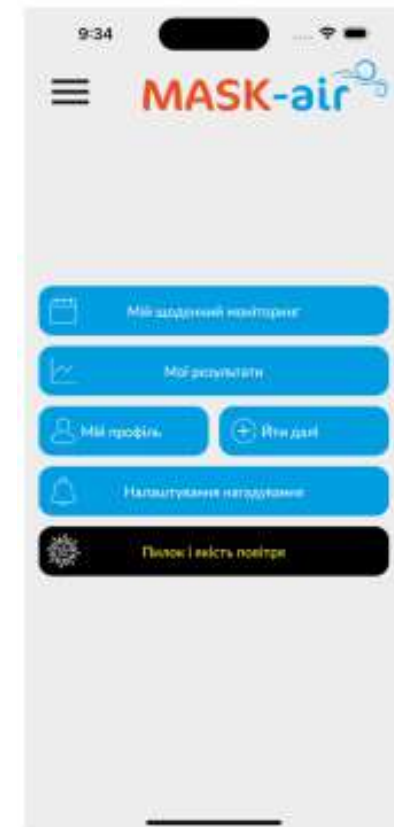 9:34
MASK-air
Мій щоденний моніторинг
Мої результати
Мій профіль
Йти далі
Налаштування нагадування
Пилок і якість повітря